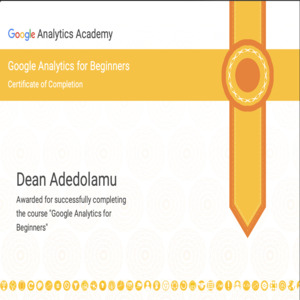 Google Analytics Academy
Google Analytics for Beginners
Certificate of Completion
Dean Adedolamu
Awarded for successfully completing
the course "Google Analytics for
Beginners"